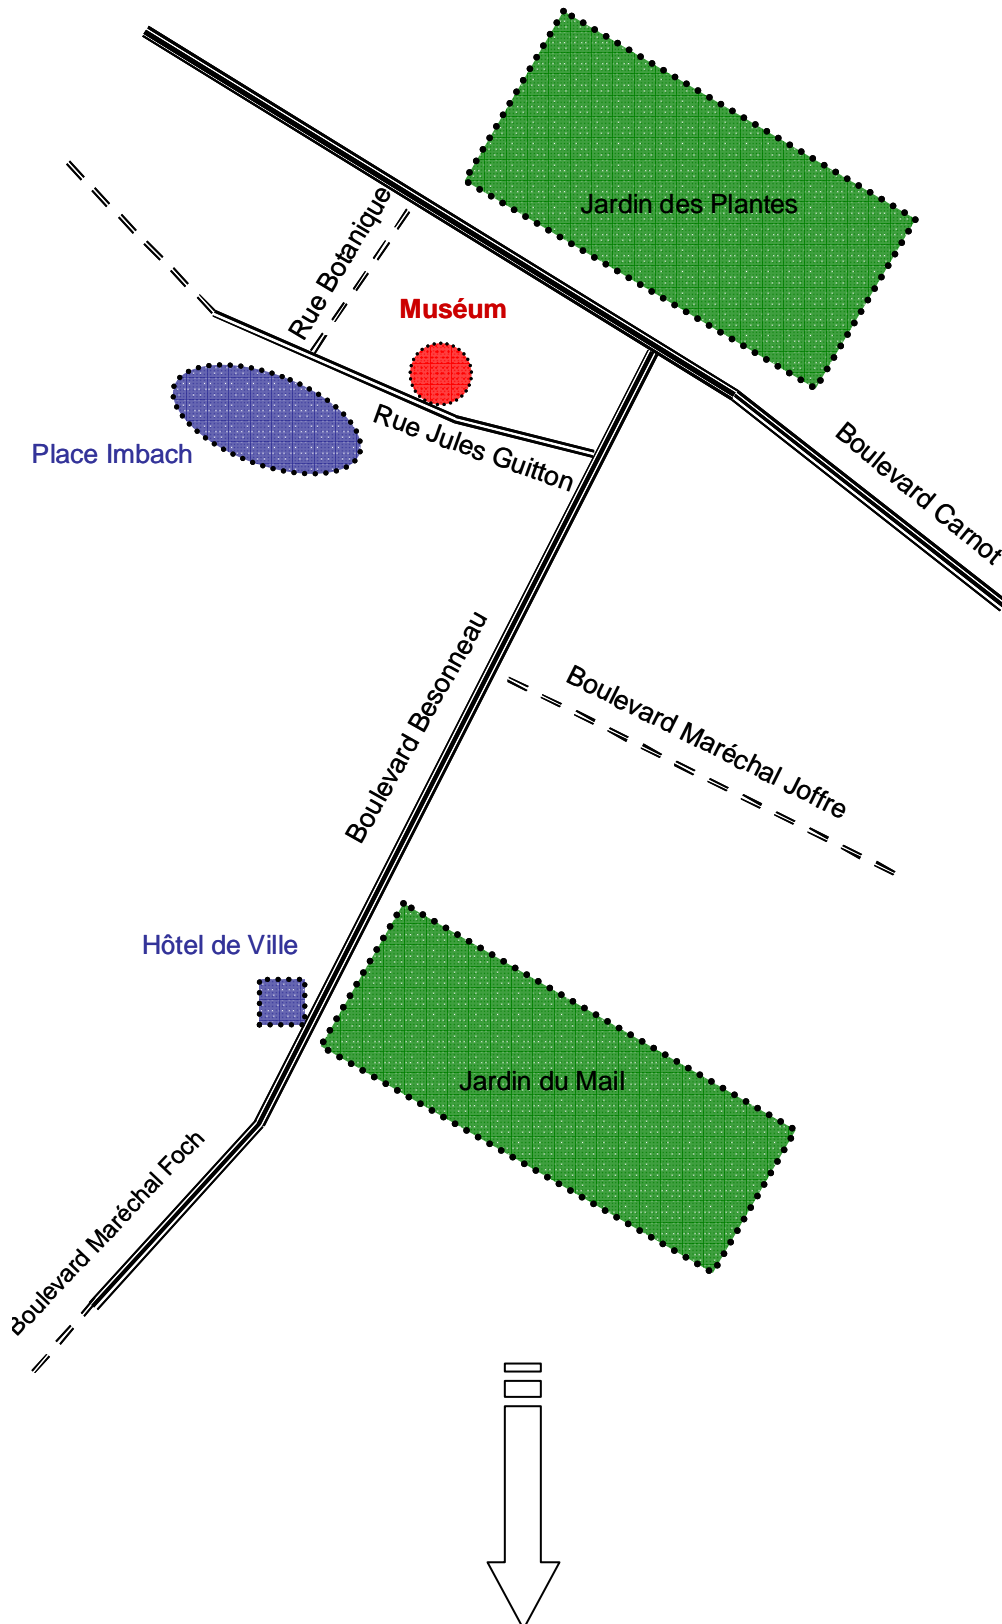 Jardin des Plantes
Rue Botanique
Muséum
Place Imbach
Rue Jules Guitton
Boulevard Carnot
Boulevard Besonneau
Boulevard Maréchal Joffre
Hôtel de Ville
Jardin du Mail
Boulevard Maréchal Foch